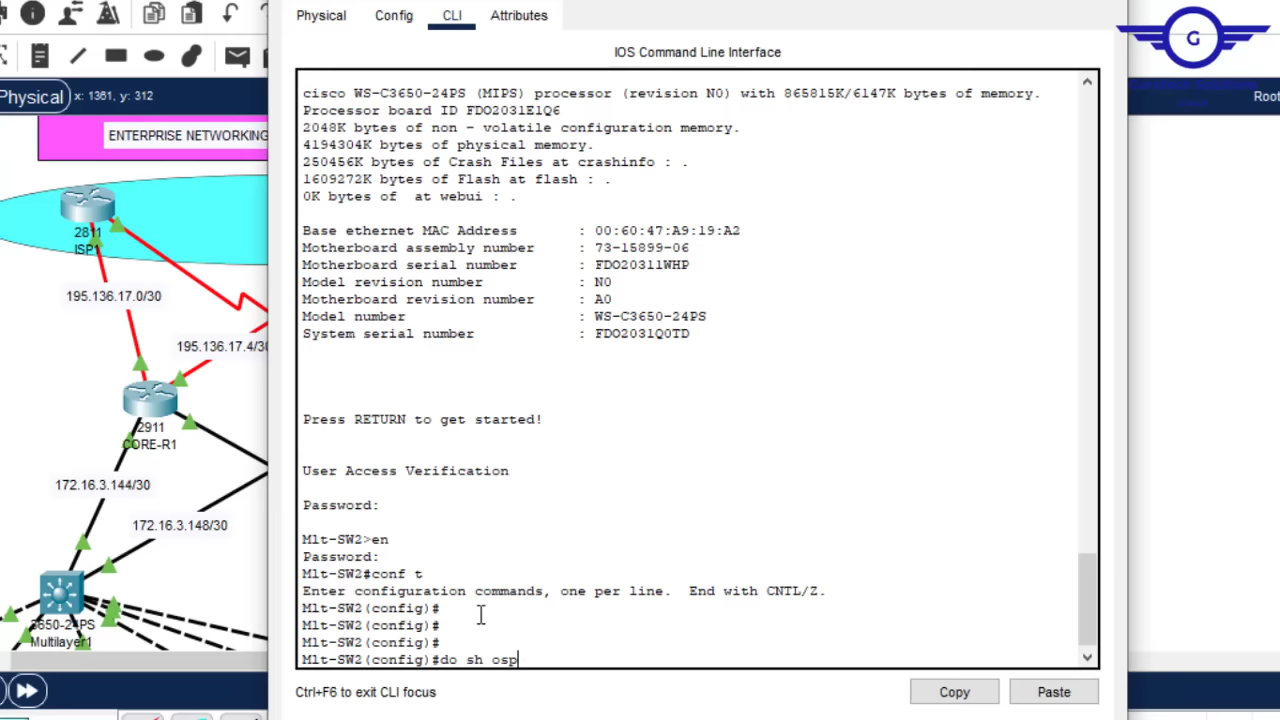 Physical
Config
CLI
Attributes
G
IOS Command Line Interface
Physical
x: 1361, y: 312
Root
ENTERPRISE NETWORKING
2811
ISP1
195.136.17.0/30
195.136.17.4/30
2911
CORE-R1
172.16.3.144/30
172.16.3.148/30
3650-24PS
Multilayer1
cisco WS-C3650-24PS (MIPS) processor (revision N0) with 865815K/6147K bytes of memory.
Processor board ID FDO2031E1Q6
2048K bytes of non - volatile configuration memory.
4194304K bytes of physical memory.
250456K bytes of Crash Files at crashinfo : .
1609272K bytes of Flash at flash : .
0K bytes of  at webui : .
Base ethernet MAC Address : 00:60:47:A9:19:A2
Motherboard assembly number : 73-15899-06
Motherboard serial number : FDO20311WHP
Model revision number : N0
Motherboard revision number : A0
Model number : WS-C3650-24PS
System serial number : FDO2031Q0TD
Press RETURN to get started!
User Access Verification
Password:
Mlt-SW2>en
Password:
Mlt-SW2#conf t
Enter configuration commands, one per line.  End with CNTL/Z.
Mlt-SW2(config)#
Mlt-SW2(config)#
Mlt-SW2(config)#
Mlt-SW2(config)#do sh osp
Ctrl+F6 to exit CLI focus
Copy
Paste